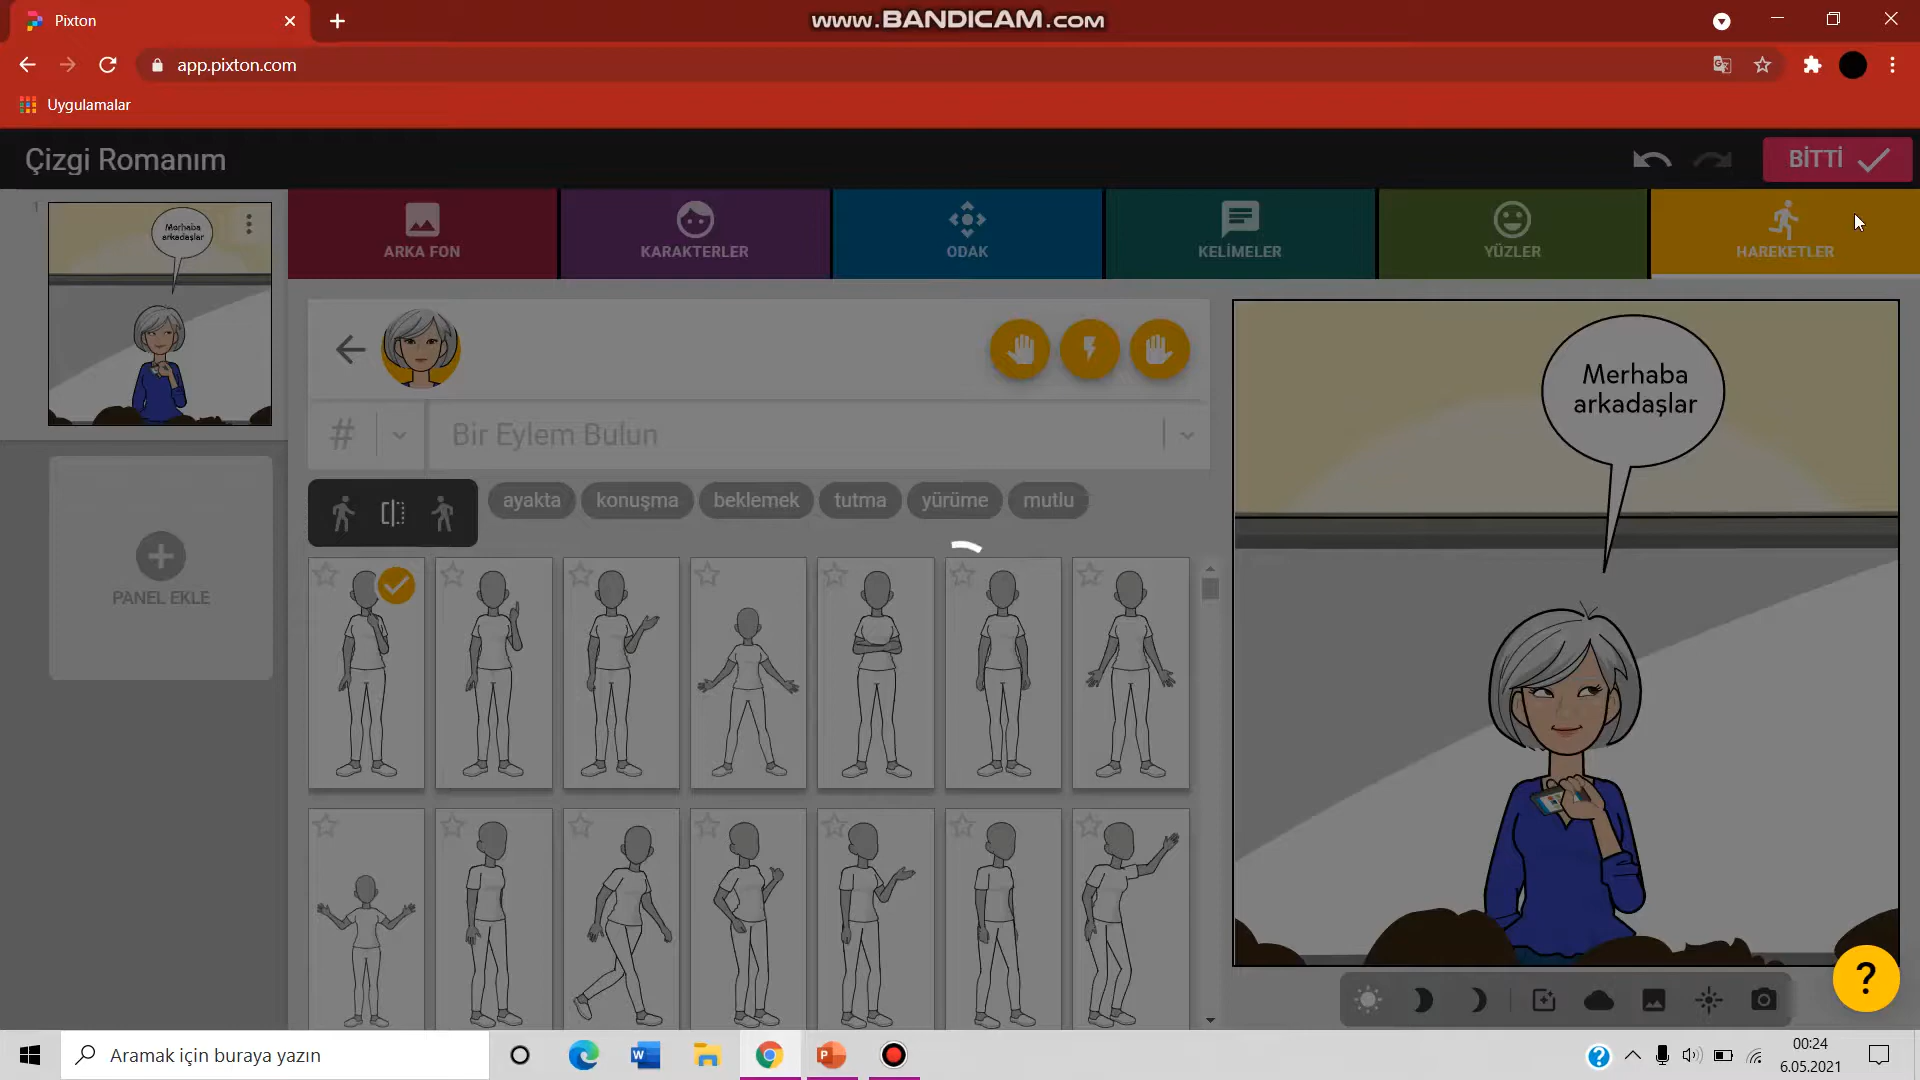 Pixton
www.BANDICAM.com
app.pixton.com
Uygulamalar
Çizgi Romanım
BİTTİ
1
Merhaba
arkadaşlar
ARKA FON
KARAKTERLER
ODAK
KELİMELER
YÜZLER
HAREKETLER
#
Bir Eylem Bulun
ayakta
konuşma
beklemek
tutma
yürüme
mutlu
PANEL EKLE
Merhaba
arkadaşlar
?
Aramak için buraya yazın
00:24
6.05.2021